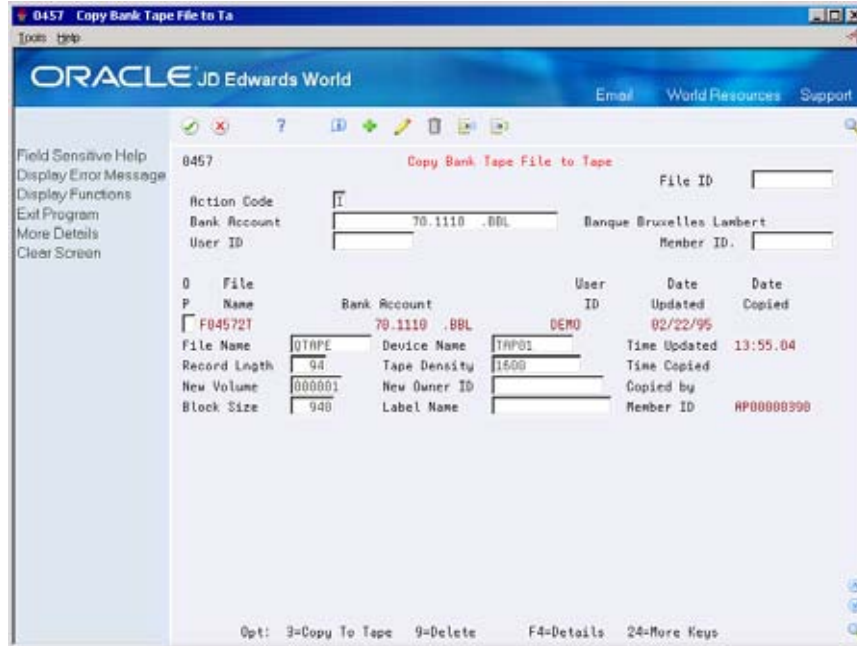 0457 Copy Bank Tape File to Ta
Tools Help
ORACLE JD Edwards World
Email World Resources Support
Field Sensitive Help
Display Error Message
Display Functions
Exit Program
More Details
Clear Screen
0457 Copy Bank Tape File to Tape
File ID
Action Code I
Bank Account 70.1110 .BBL Banque Bruxelles Lambert
User ID Member ID.
O File User Date Date
P Name Bank Account ID Updated Copied
F04572T 70.1110 .BBL DEMO 02/22/95
File Name QTAPE Device Name TAP01 Time Updated 13:55.04
Record Lngth 94 Tape Density 1600 Time Copied
New Volume 000001 New Owner ID Copied by
Block Size 940 Label Name Member ID AP00000390
Opt: 3=Copy To Tape 9=Delete F4=Details 24=More Keys